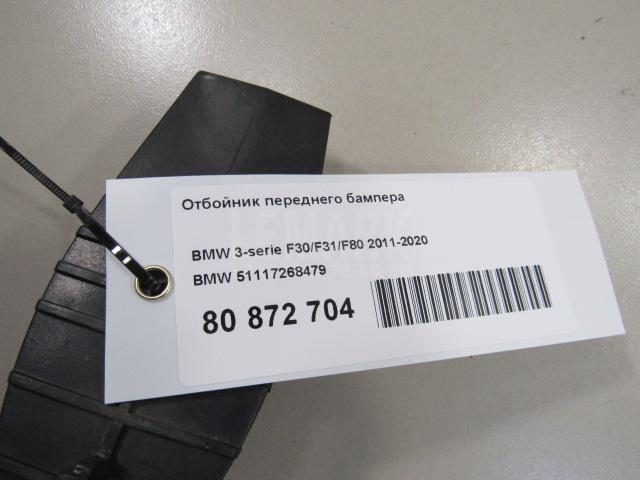 Отбойник переднего бампера
BMW 3-serie F30/F31/F80 2011-2020
BMW 51117268479
80 872 704